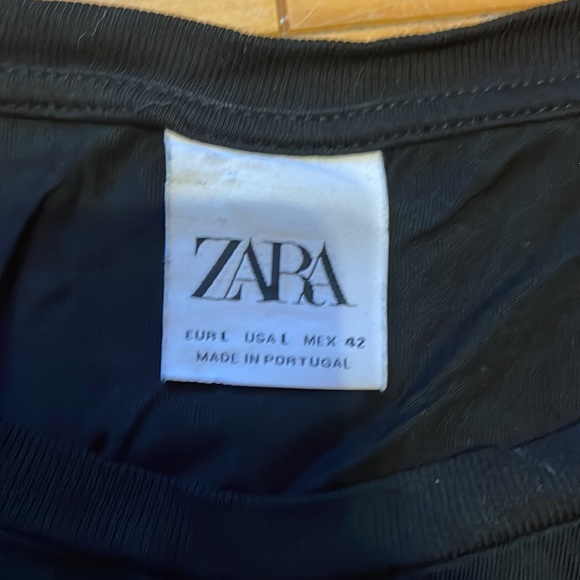 ZARA
EUR L USA L MEX 42
MADE IN PORTUGAL